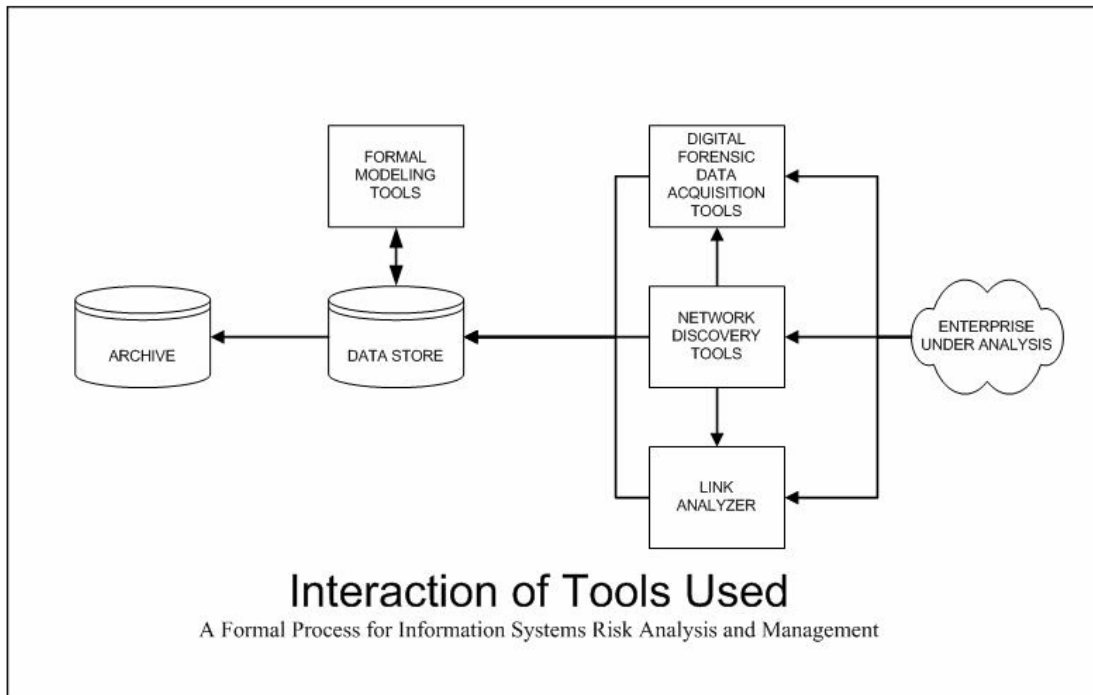 FORMAL
MODELING
TOOLS
DIGITAL
FORENSIC
DATA
ACQUISITION
TOOLS
ARCHIVE
DATA STORE
NETWORK
DISCOVERY
TOOLS
ENTERPRISE
UNDER ANALYSIS
LINK
ANALYZER
Interaction of Tools Used
A Formal Process for Information Systems Risk Analysis and Management